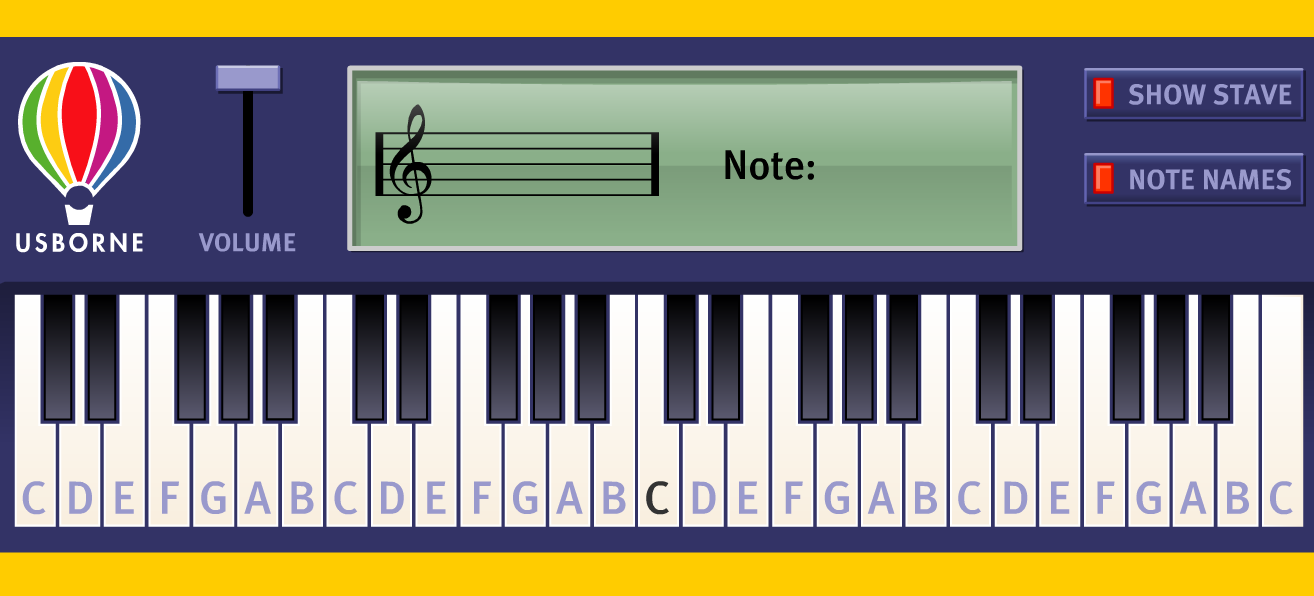 SHOW STAVE
Note:
NOTE NAMES
USBORNE
VOLUME
C D E F G A B C D E F G A B C D E F G A B C D E F G A B C